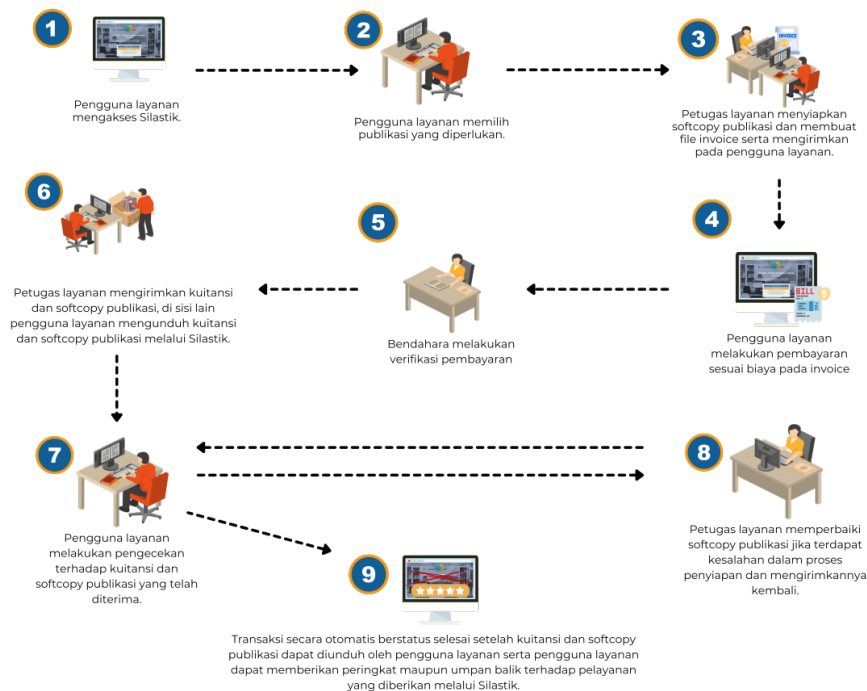 1
Pengguna layanan
mengakses Silastik.
2
Pengguna layanan memilih
publikasi yang diperlukan.
3
INVOICE
Petugas layanan menyiapkan
softcopy publikasi dan membuat
file invoice serta mengirimkan
pada pengguna layanan.
4
BILL
Pengguna layanan
melakukan pembayaran
sesuai biaya pada invoice
5
Bendahara melakukan
verifikasi pembayaran
6
Petugas layanan mengirimkan kuitansi
dan softcopy publikasi, di sisi lain
pengguna layanan mengunduh kuitansi
dan softcopy publikasi melalui Silastik.
7
Pengguna layanan
melakukan pengecekan
terhadap kuitansi dan
softcopy publikasi yang telah
diterima.
8
Petugas layanan memperbaiki
softcopy publikasi jika terdapat
kesalahan dalam proses
penyiapan dan mengirimkannya
kembali.
9
Transaksi secara otomatis berstatus selesai setelah kuitansi dan softcopy
publikasi dapat diunduh oleh pengguna layanan serta pengguna layanan
dapat memberikan peringkat maupun umpan balik terhadap pelayanan
yang diberikan melalui Silastik.